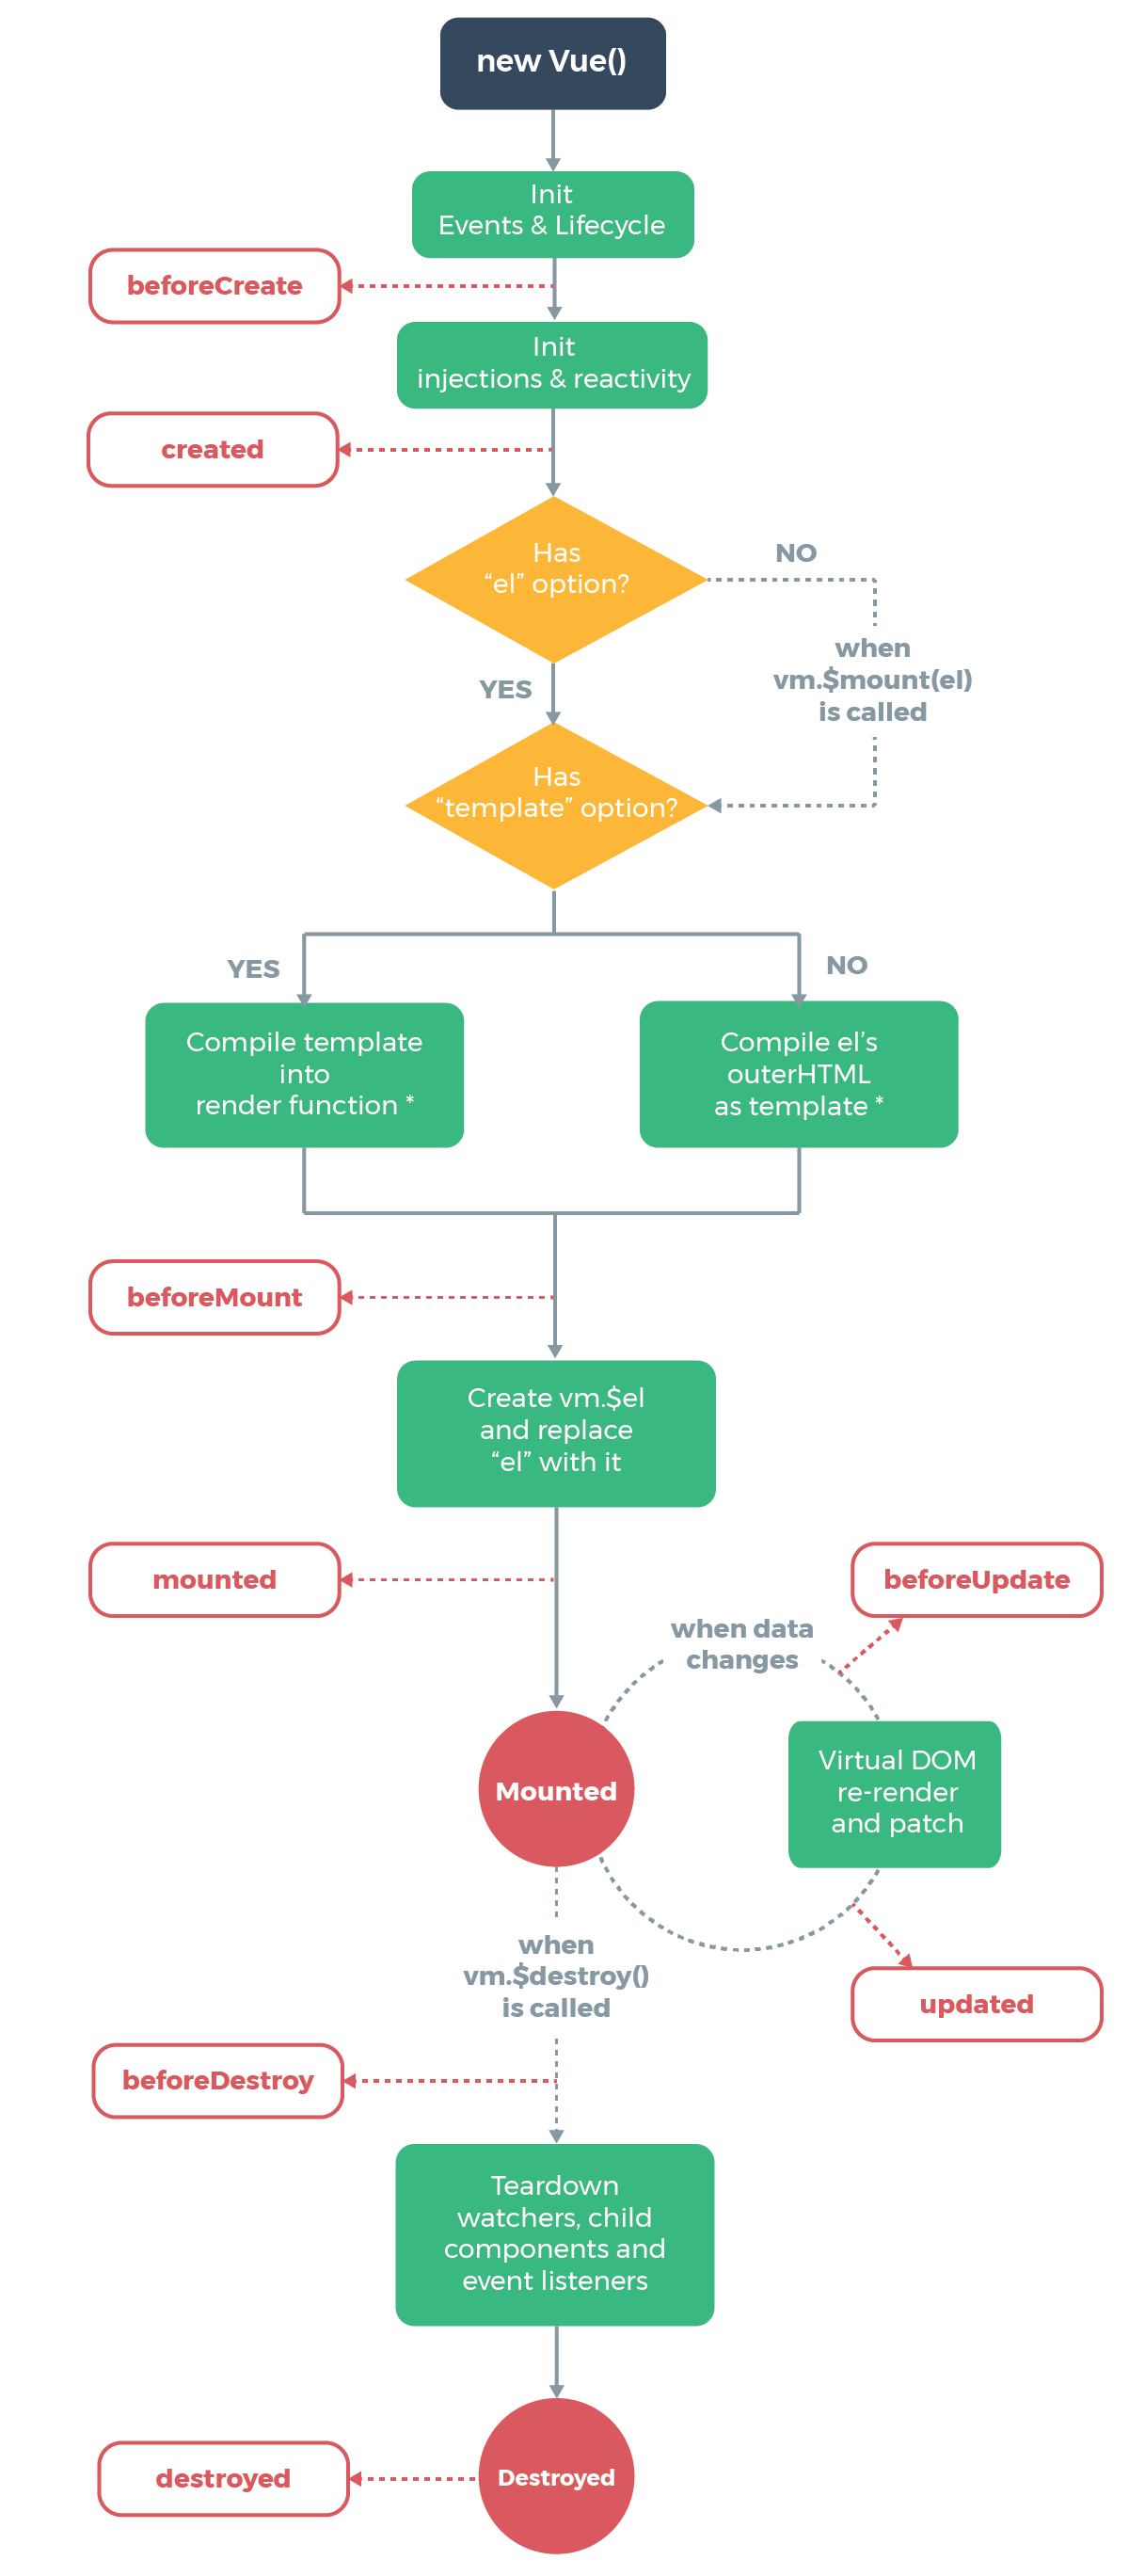 new Vue()
Init
Events & Lifecycle
beforeCreate
Init
injections & reactivity
created
Has
“el” option?
NO
when
vm.$mount(el)
is called
YES
Has
“template” option?
YES
NO
Compile template
into
render function *
Compile el’s
outerHTML
as template *
beforeMount
Create vm.$el
and replace
“el” with it
mounted
beforeUpdate
when data
changes
Mounted
Virtual DOM
re-render
and patch
when
vm.$destroy()
is called
updated
beforeDestroy
Teardown
watchers, child
components and
event listeners
destroyed
Destroyed